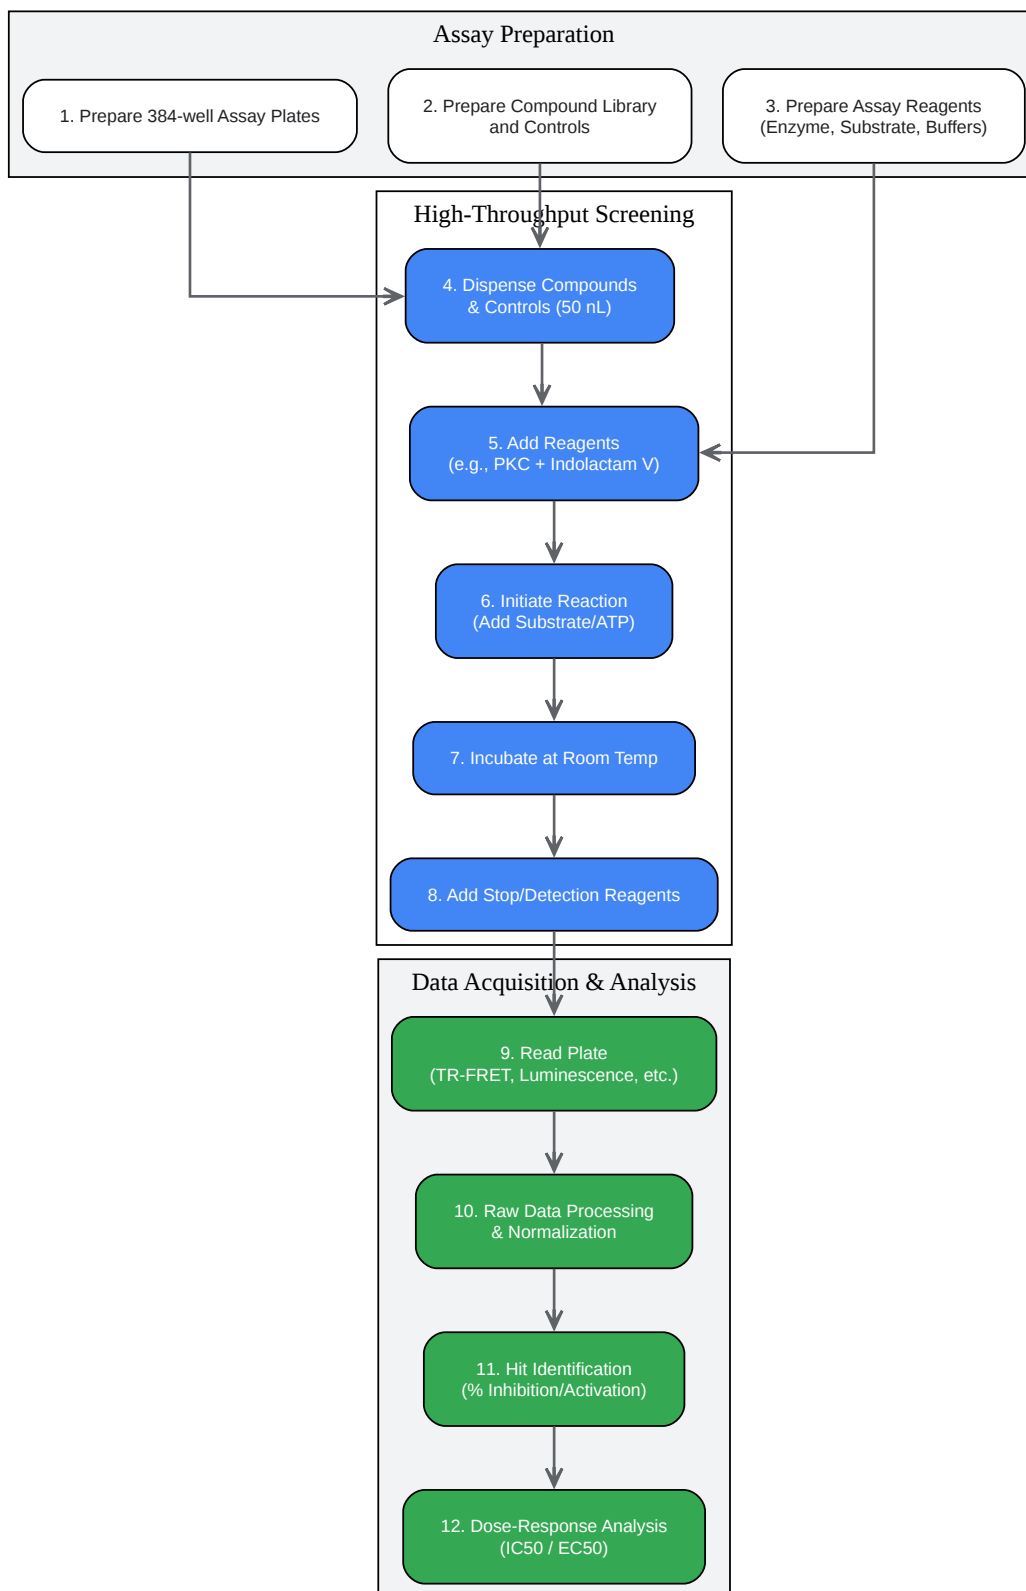 Assay Preparation
1. Prepare 384-well Assay Plates
2. Prepare Compound Library
and Controls
3. Prepare Assay Reagents
(Enzyme, Substrate, Buffers)
High-Throughput Screening
4. Dispense Compounds
& Controls (50 nL)
5. Add Reagents
(e.g., PKC + Indolactam V)
6. Initiate Reaction
(Add Substrate/ATP)
7. Incubate at Room Temp
8. Add Stop/Detection Reagents
Data Acquisition & Analysis
9. Read Plate
(TR-FRET, Luminescence, etc.)
10. Raw Data Processing
& Normalization
11. Hit Identification
(% Inhibition/Activation)
12. Dose-Response Analysis
(IC50 / EC50)